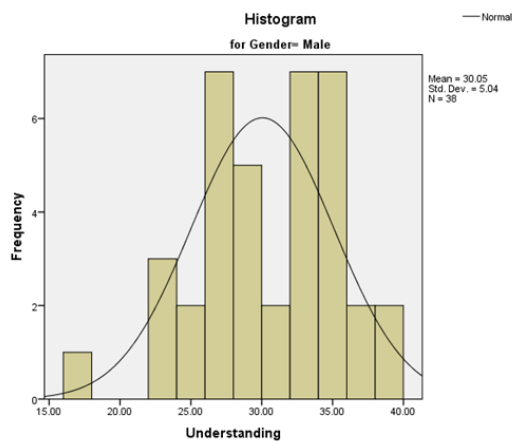 Histogram
Normal
for Gender= Male
Mean = 30.05
Std. Dev. = 5.04
N = 38
6
4
2
0
Frequency
15.00 20.00 25.00 30.00 35.00 40.00
Understanding